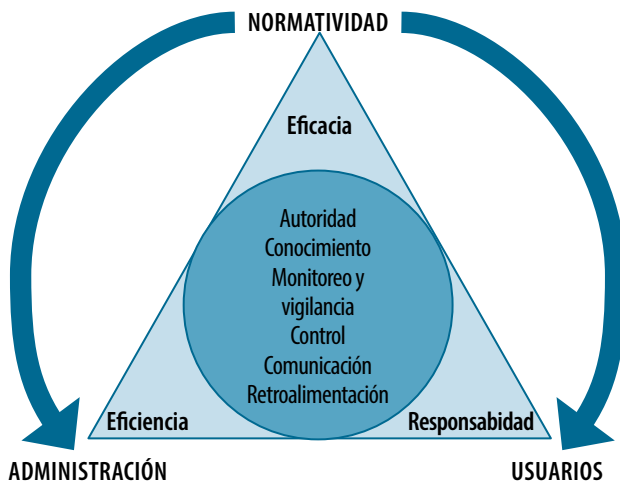 NORMATIVIDAD
Eficacia
Autoridad
Conocimiento
Monitoreo y
vigilancia
Control
Comunicación
Retroalimentación
Eficiencia
Responsabidad
ADMINISTRACIÓN
USUARIOS